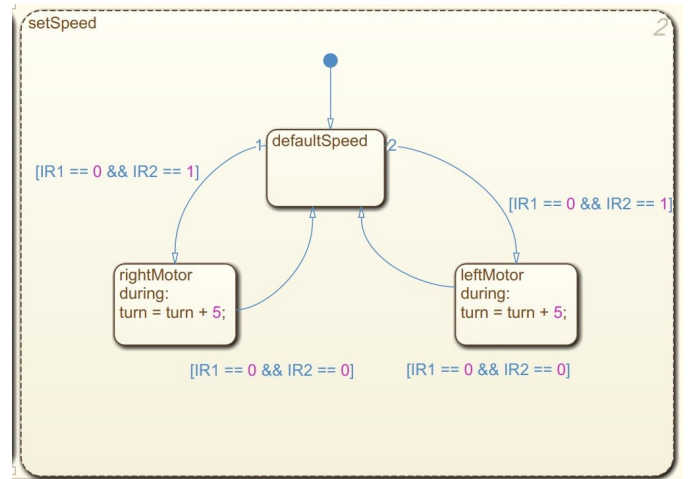 setSpeed
2
1
defaultSpeed
2
[IR1 == 0 && IR2 == 1]
[IR1 == 0 && IR2 == 1]
rightMotor
during:
turn = turn + 5;
leftMotor
during:
turn = turn + 5;
[IR1 == 0 && IR2 == 0]
[IR1 == 0 && IR2 == 0]